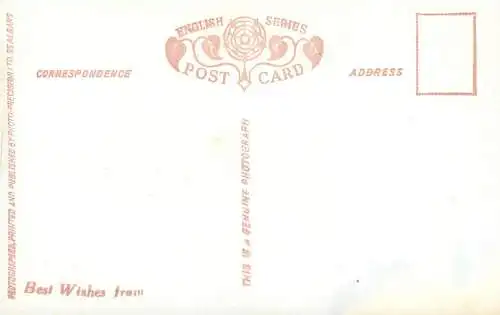 ENGLISH SERIES
POST CARD
CORRESPONDENCE
ADDRESS
PHOTOGRAPHED, PRINTED AND PUBLISHED BY PHOTO-PRECISION LTD. ST. ALBANS
THIS IS A GENUINE PHOTOGRAPH
Best Wishes from